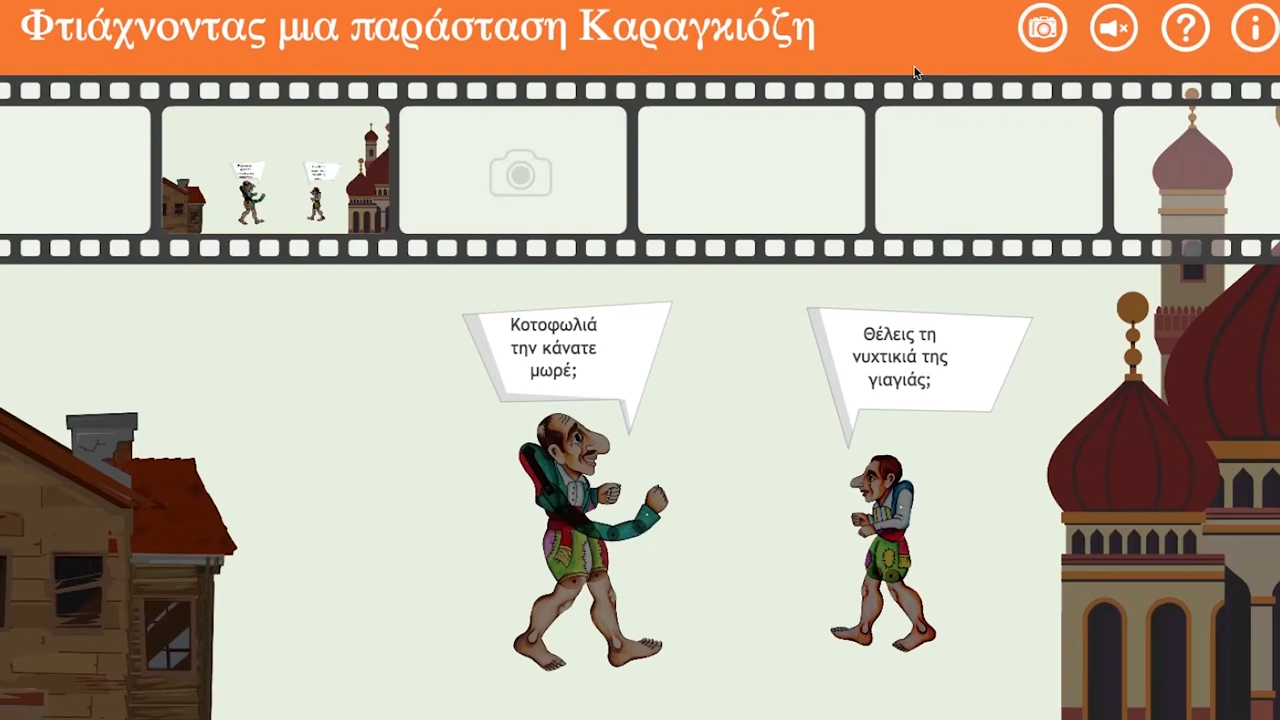 Φτιάχνοντας μια παράσταση Καραγκιόζη
Κοτοφωλιά
την κάνατε
μωρέ;
Θέλεις τη
νυχτικιά της
γιαγιάς;